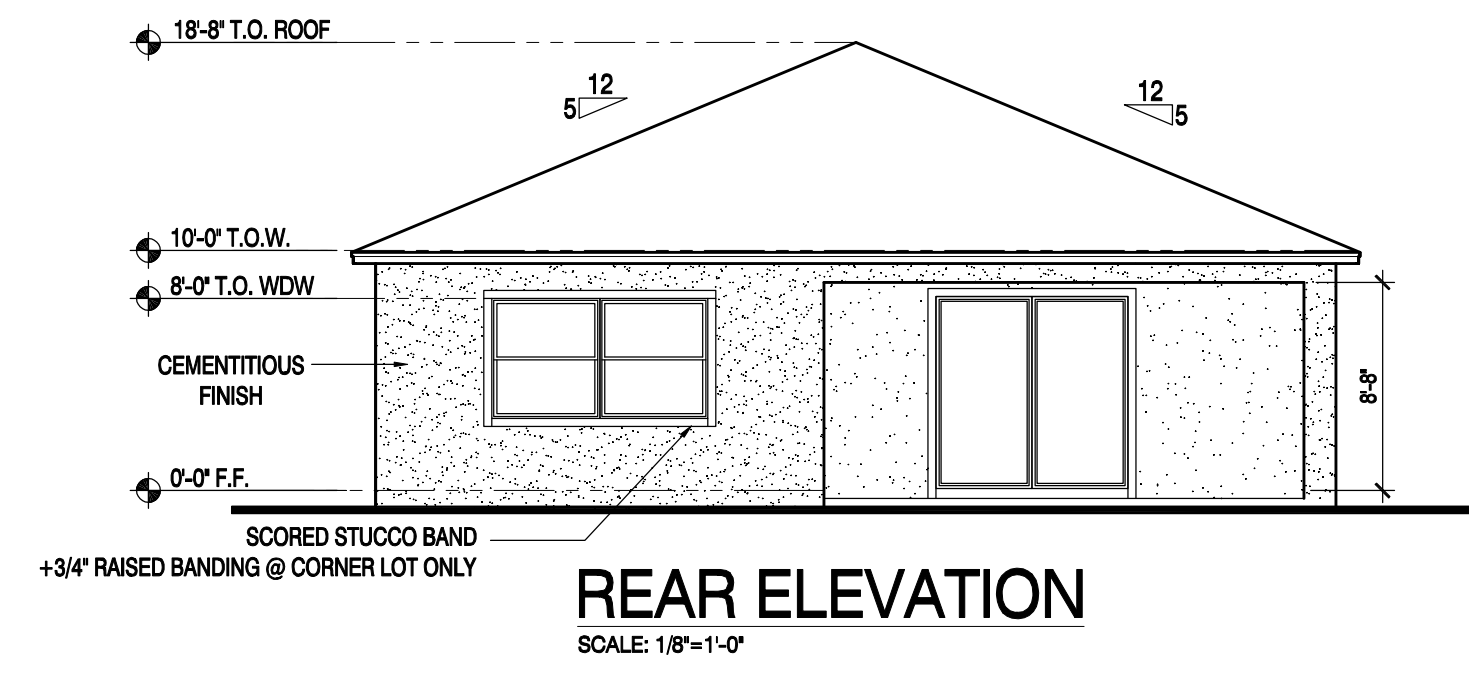 18'-8" T.O. ROOF
12
5
12
5
10'-0" T.O.W.
8'-0" T.O. WDW
CEMENTITIOUS
FINISH
8'-8"
0'-0" F.F.
SCORED STUCCO BAND
+3/4" RAISED BANDING @ CORNER LOT ONLY
REAR ELEVATION
SCALE: 1/8"=1'-0"